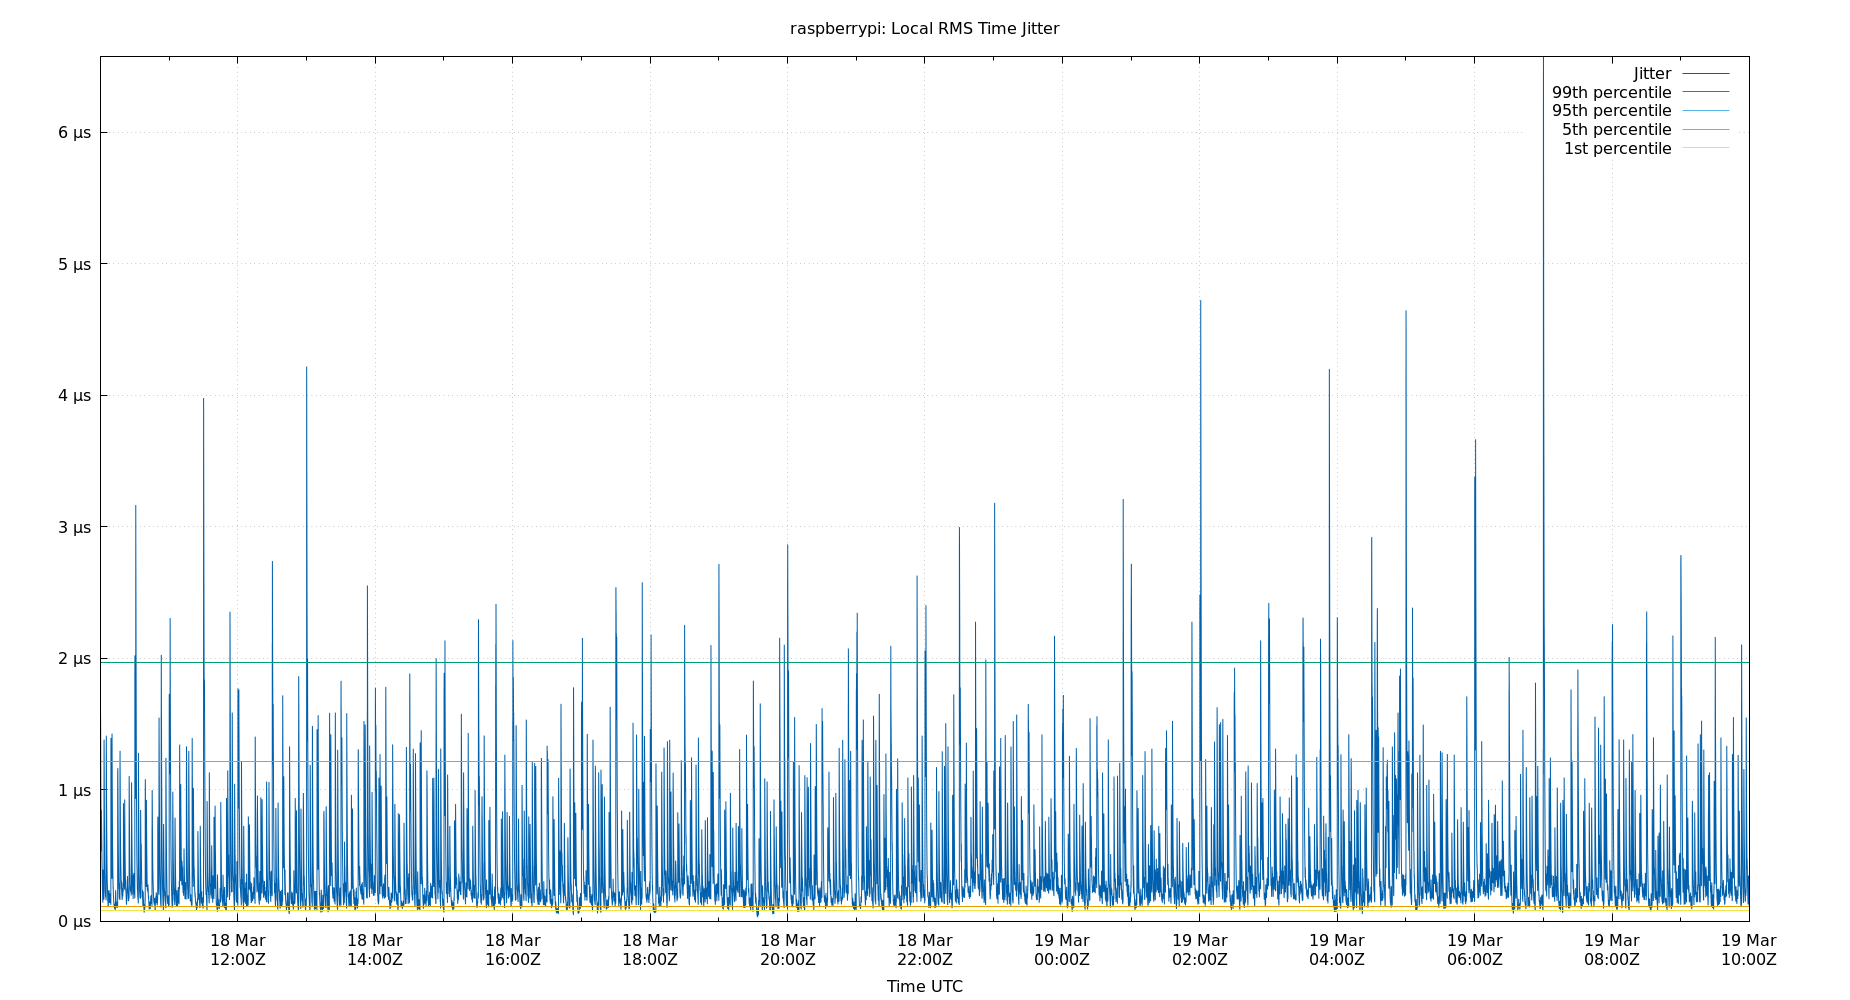 raspberrypi: Local RMS Time Jitter
Jitter
99th percentile
95th percentile
5th percentile
1st percentile
6 µs
5 µs
4 µs
3 µs
2 µs
1 µs
0 µs
18 Mar 18 Mar 18 Mar 18 Mar 18 Mar 18 Mar 19 Mar 19 Mar 19 Mar 19 Mar 19 Mar 19 Mar
12:00Z 14:00Z 16:00Z 18:00Z 20:00Z 22:00Z 00:00Z 02:00Z 04:00Z 06:00Z 08:00Z 10:00Z
Time UTC